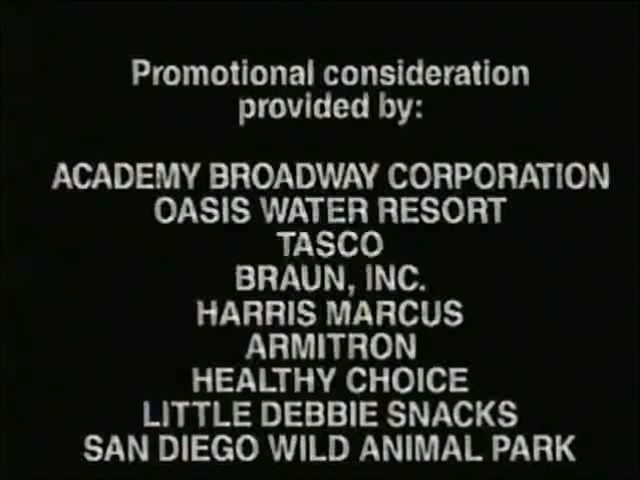 Promotional consideration
provided by:
ACADEMY BROADWAY CORPORATION
OASIS WATER RESORT
TASCO
BRAUN, INC.
HARRIS MARCUS
ARMITRON
HEALTHY CHOICE
LITTLE DEBBIE SNACKS
SAN DIEGO WILD ANIMAL PARK